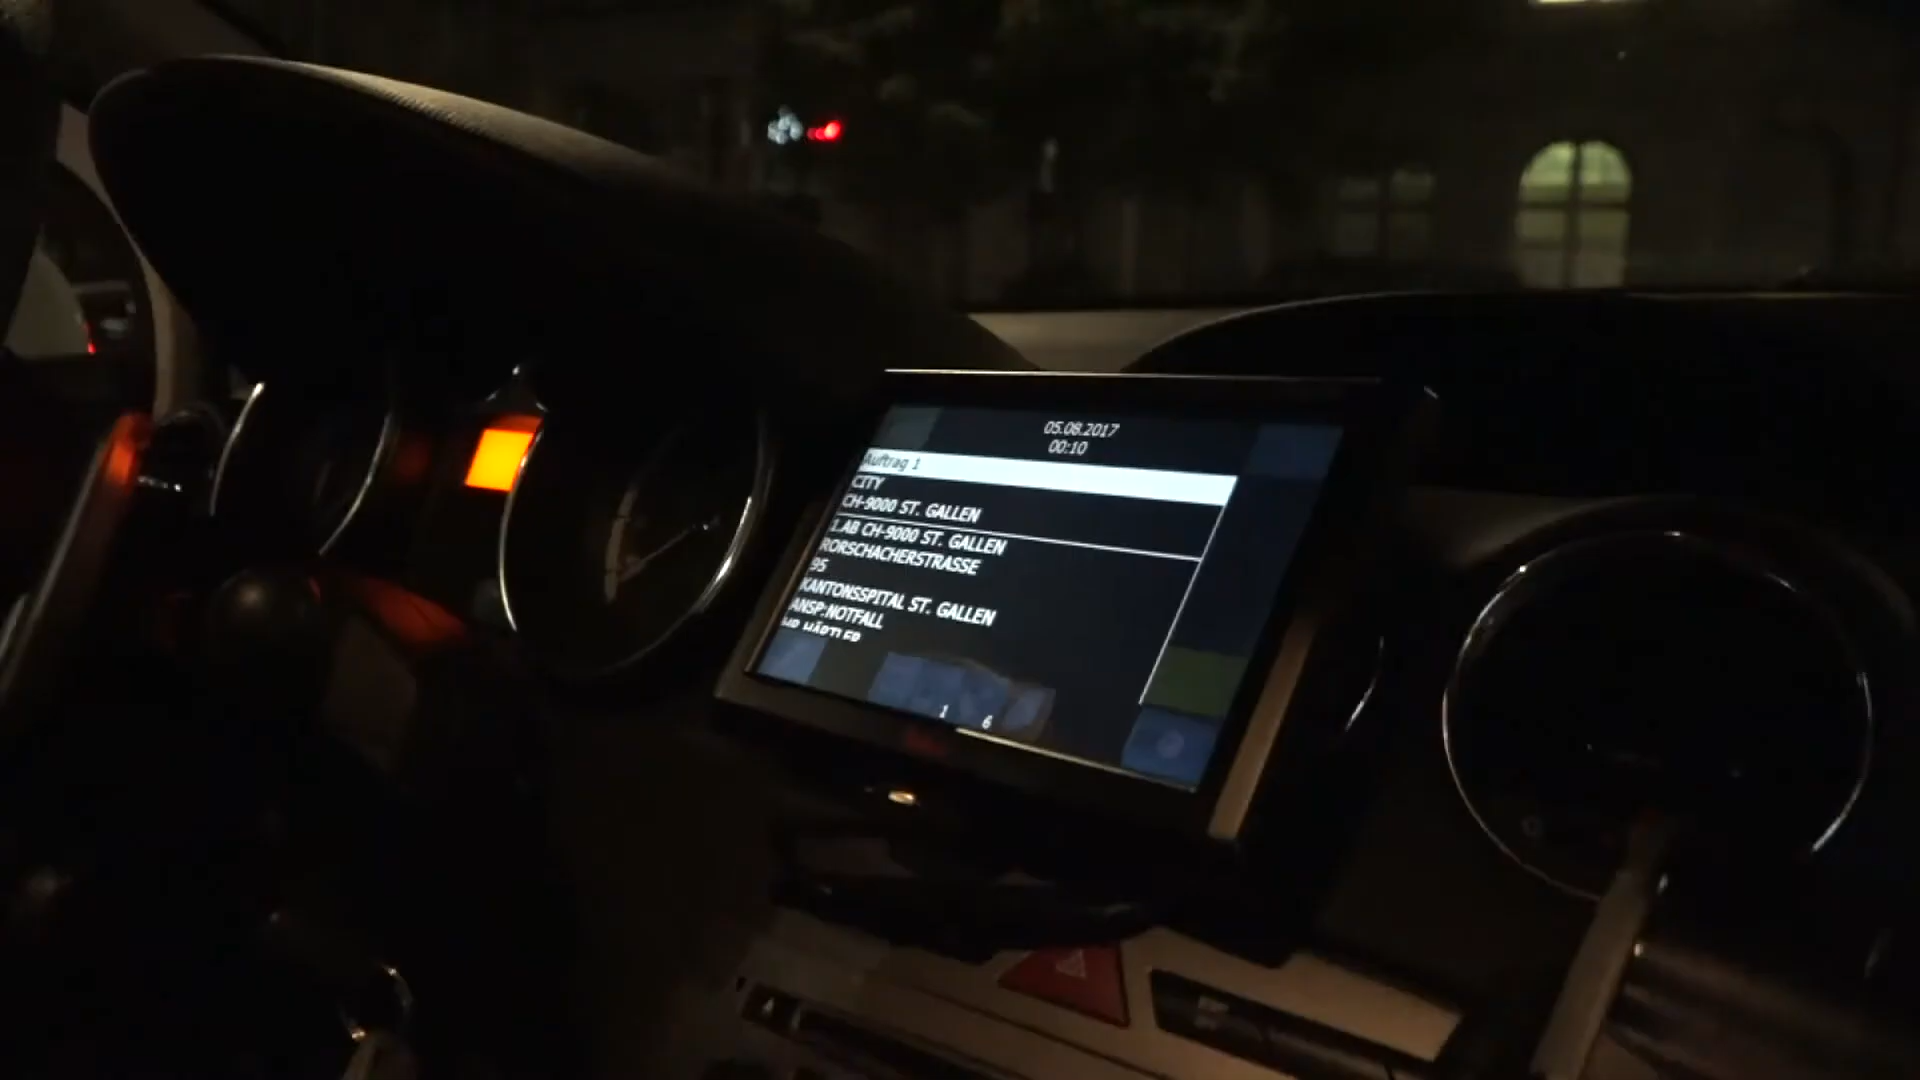 05.08.2017
00:10
Auftrag 1
CITY
CH-9000 ST. GALLEN
1.AB CH-9000 ST. GALLEN
RORSCHACHERSTRASSE
95
KANTONSSPITAL ST. GALLEN
ANSP:NOTFALL
1 6